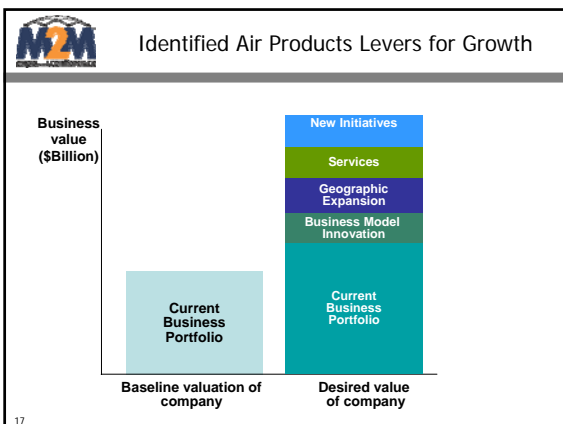 M2M
Identified Air Products Levers for Growth
Business
value
($Billion)
New Initiatives
Services
Geographic
Expansion
Business Model
Innovation
Current
Business
Portfolio
Current
Business
Portfolio
Baseline valuation of
company
Desired value
of company
17